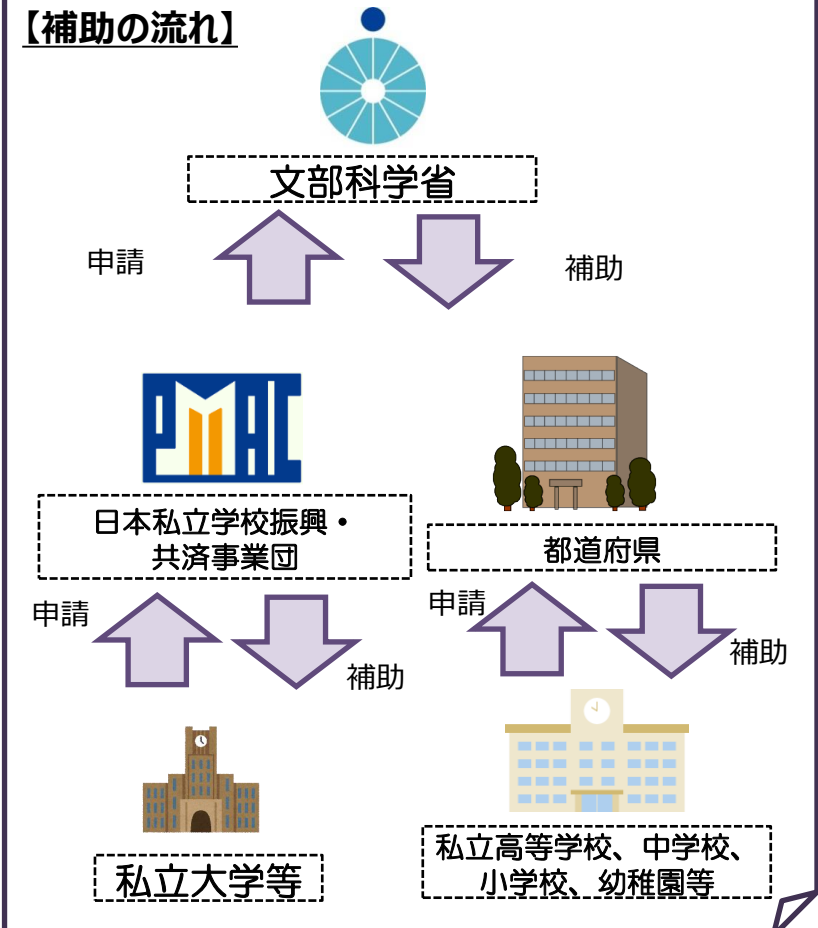 【補助の流れ】
文部科学省
申請
補助
PMAC
日本私立学校振興・
共済事業団
都道府県
申請
補助
申請
補助
私立大学等
私立高等学校、中学校、
小学校、幼稚園等